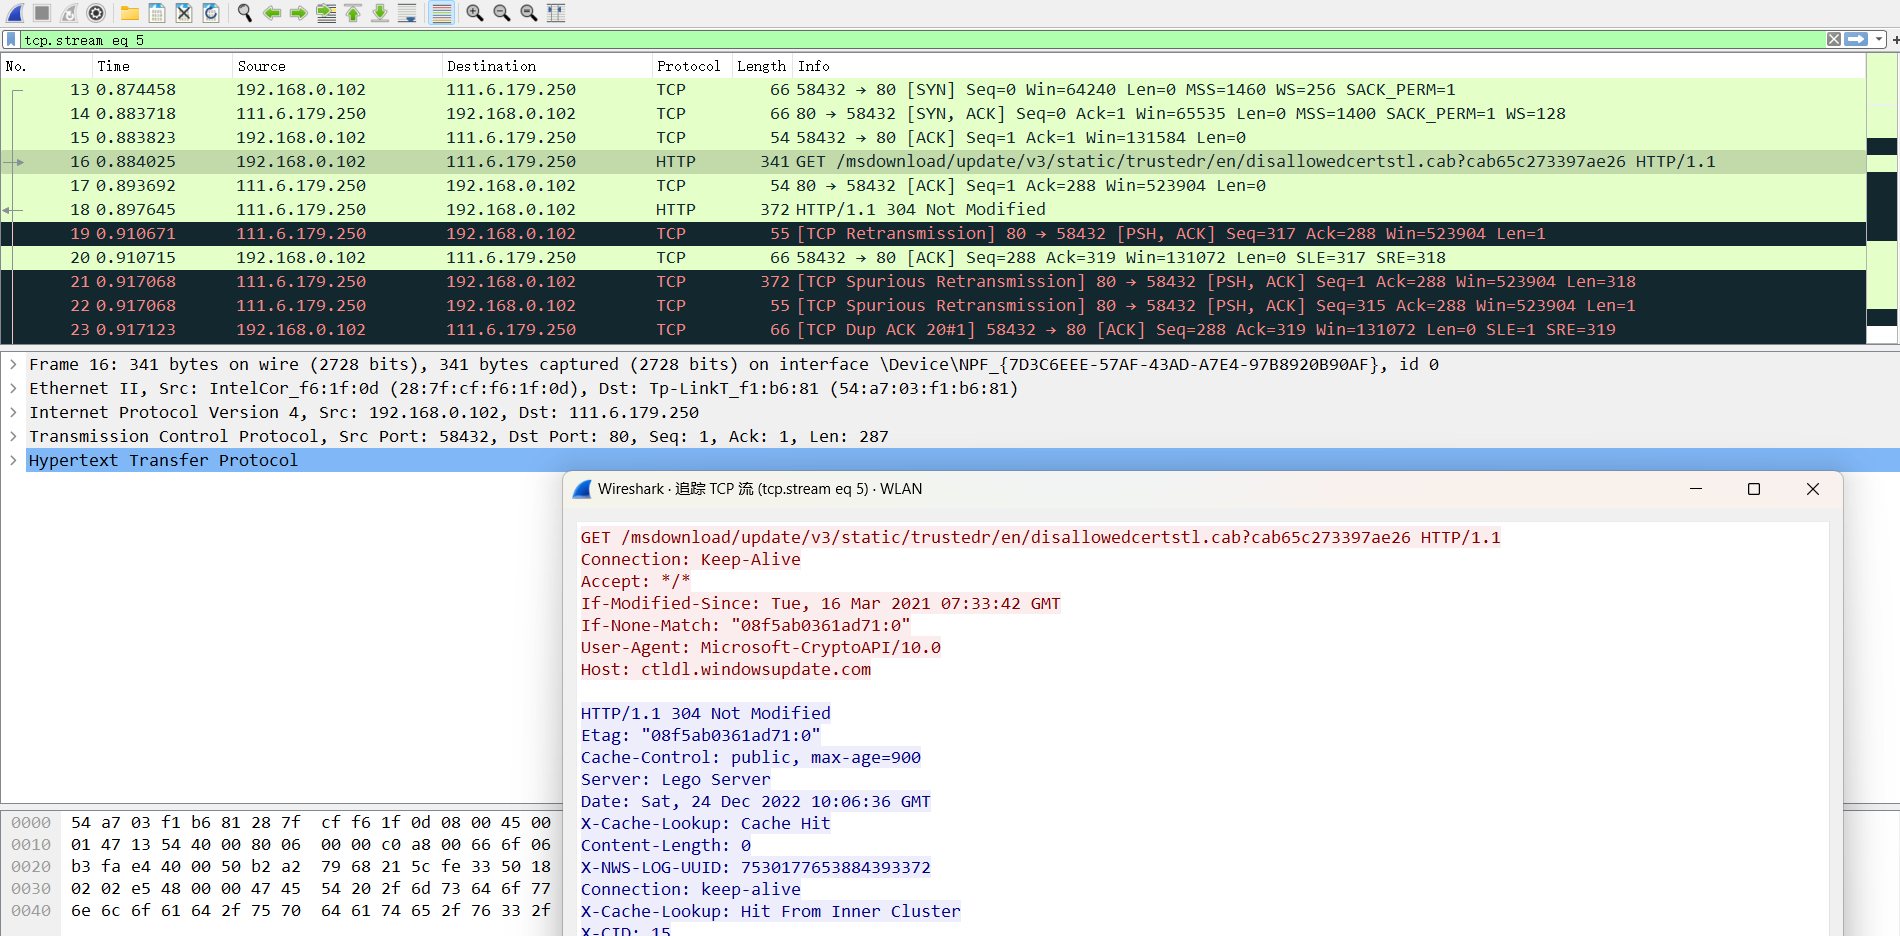 tcp.stream eq 5
No. Time Source Destination Protocol Length Info
13 0.874458 192.168.0.102 111.6.179.250 TCP 66 58432 → 80 [SYN] Seq=0 Win=64240 Len=0 MSS=1460 WS=256 SACK_PERM=1
14 0.883718 111.6.179.250 192.168.0.102 TCP 66 80 → 58432 [SYN, ACK] Seq=0 Ack=1 Win=65535 Len=0 MSS=1400 SACK_PERM=1 WS=128
15 0.883823 192.168.0.102 111.6.179.250 TCP 54 58432 → 80 [ACK] Seq=1 Ack=1 Win=131584 Len=0
16 0.884025 192.168.0.102 111.6.179.250 HTTP 341 GET /msdownload/update/v3/static/trustedr/en/disallowedcertstl.cab?cab65c273397ae26 HTTP/1.1
17 0.893692 111.6.179.250 192.168.0.102 TCP 54 80 → 58432 [ACK] Seq=1 Ack=288 Win=523904 Len=0
18 0.897645 111.6.179.250 192.168.0.102 HTTP 372 HTTP/1.1 304 Not Modified
19 0.910671 111.6.179.250 192.168.0.102 TCP 55 [TCP Retransmission] 80 → 58432 [PSH, ACK] Seq=317 Ack=288 Win=523904 Len=1
20 0.910715 192.168.0.102 111.6.179.250 TCP 66 58432 → 80 [ACK] Seq=288 Ack=319 Win=131072 Len=0 SLE=317 SRE=318
21 0.917068 111.6.179.250 192.168.0.102 TCP 372 [TCP Spurious Retransmission] 80 → 58432 [PSH, ACK] Seq=1 Ack=288 Win=523904 Len=318
22 0.917068 111.6.179.250 192.168.0.102 TCP 55 [TCP Spurious Retransmission] 80 → 58432 [PSH, ACK] Seq=315 Ack=288 Win=523904 Len=1
23 0.917123 192.168.0.102 111.6.179.250 TCP 66 [TCP Dup ACK 20#1] 58432 → 80 [ACK] Seq=288 Ack=319 Win=131072 Len=0 SLE=1 SRE=319
Frame 16: 341 bytes on wire (2728 bits), 341 bytes captured (2728 bits) on interface \Device\NPF_{7D3C6EEE-57AF-43AD-A7E4-97B8920B90AF}, id 0
Ethernet II, Src: IntelCor_f6:1f:0d (28:7f:cf:f6:1f:0d), Dst: Tp-LinkT_f1:b6:81 (54:a7:03:f1:b6:81)
Internet Protocol Version 4, Src: 192.168.0.102, Dst: 111.6.179.250
Transmission Control Protocol, Src Port: 58432, Dst Port: 80, Seq: 1, Ack: 1, Len: 287
Hypertext Transfer Protocol
Wireshark · 追踪 TCP 流 (tcp.stream eq 5) · WLAN
GET /msdownload/update/v3/static/trustedr/en/disallowedcertstl.cab?cab65c273397ae26 HTTP/1.1
Connection: Keep-Alive
Accept: */*
If-Modified-Since: Tue, 16 Mar 2021 07:33:42 GMT
If-None-Match: "08f5ab0361ad71:0"
User-Agent: Microsoft-CryptoAPI/10.0
Host: ctldl.windowsupdate.com
HTTP/1.1 304 Not Modified
Etag: "08f5ab0361ad71:0"
Cache-Control: public, max-age=900
Server: Lego Server
Date: Sat, 24 Dec 2022 10:06:36 GMT
X-Cache-Lookup: Cache Hit
Content-Length: 0
X-NWS-LOG-UUID: 7530177653884393372
Connection: keep-alive
X-Cache-Lookup: Hit From Inner Cluster
X-CID: 15
0000 54 a7 03 f1 b6 81 28 7f cf f6 1f 0d 08 00 45 00
0010 01 47 13 54 40 00 80 06 00 00 c0 a8 00 66 6f 06
0020 b3 fa e4 40 00 50 b2 a2 79 68 21 5c fe 33 50 18
0030 02 02 e5 48 00 00 47 45 54 20 2f 6d 73 64 6f 77
0040 6e 6c 6f 61 64 2f 75 70 64 61 74 65 2f 76 33 2f